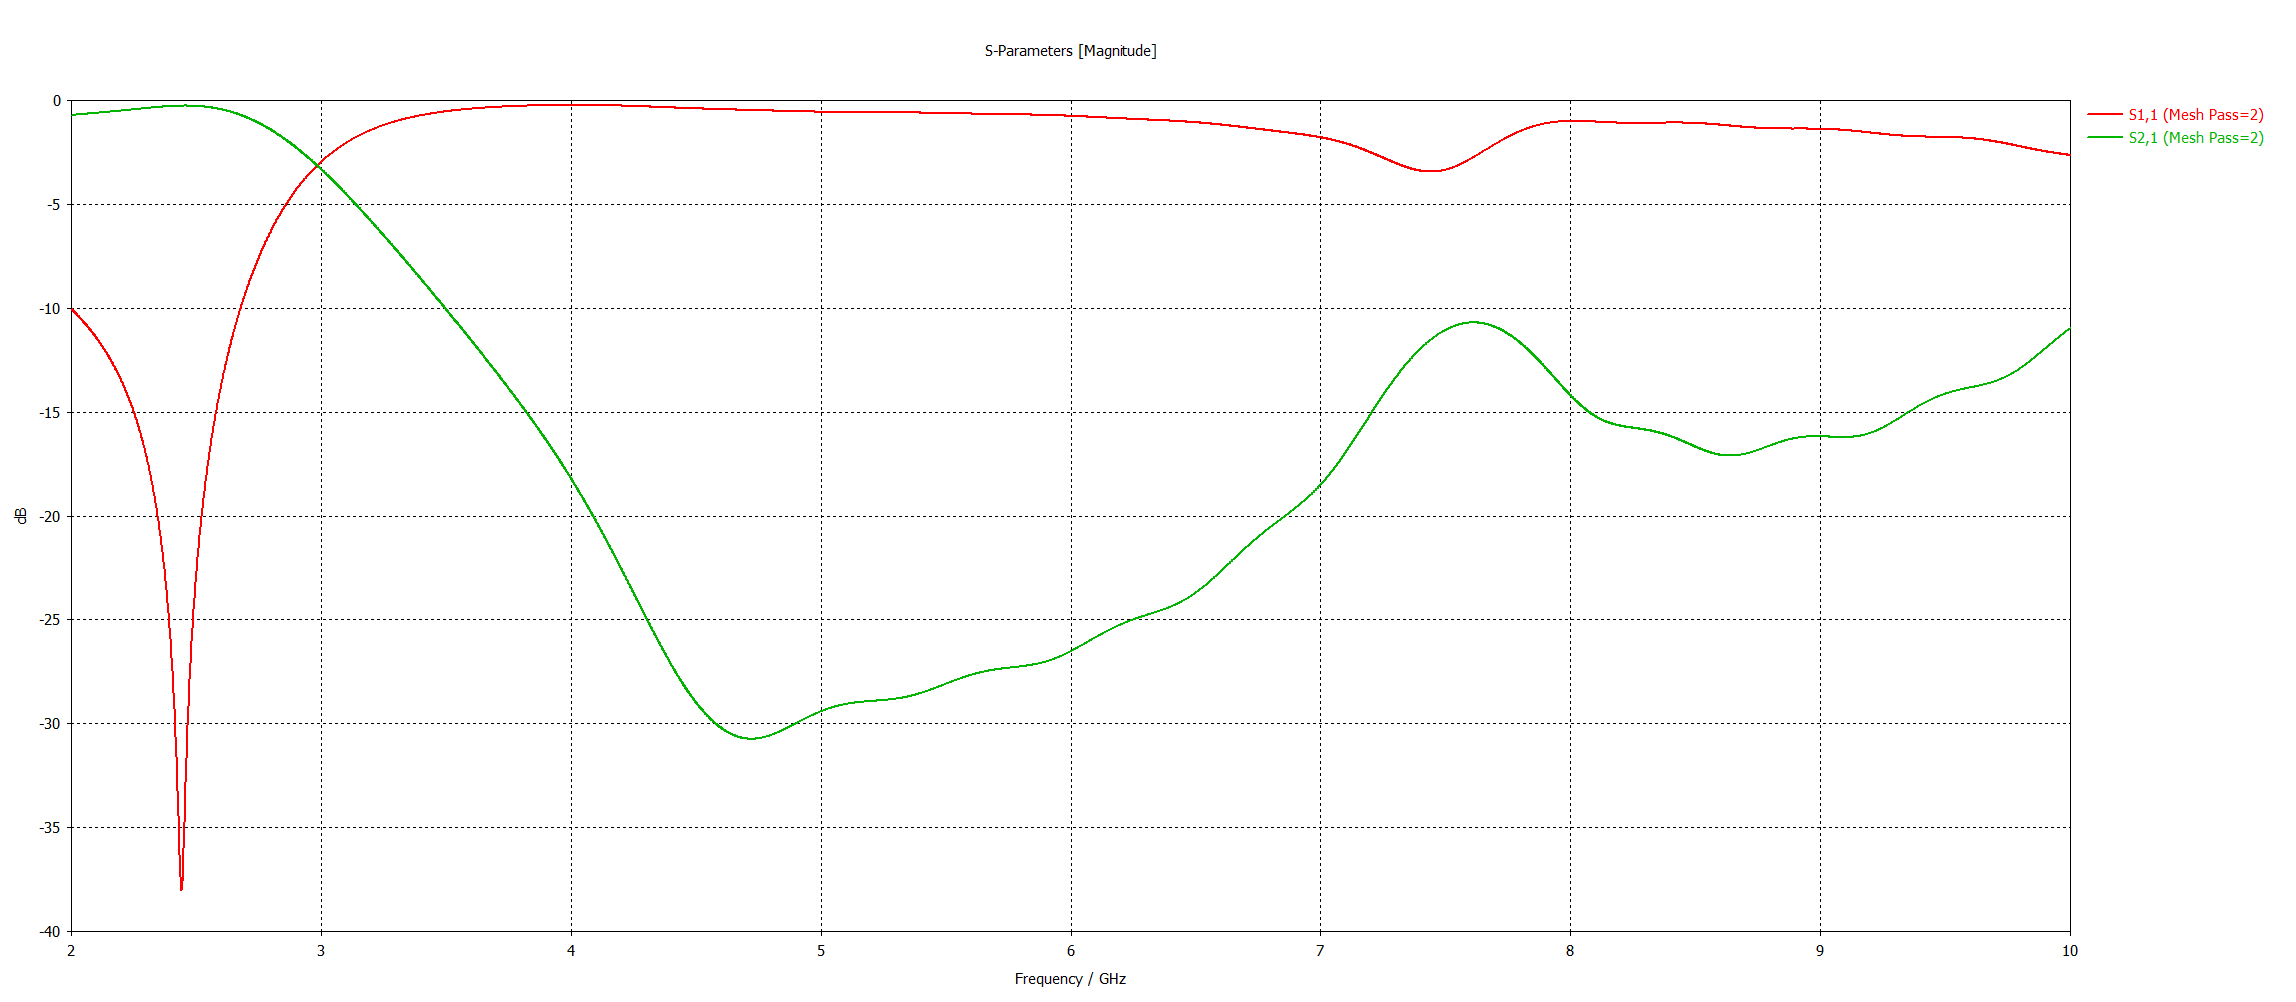 S-Parameters [Magnitude]
S1,1 (Mesh Pass=2)
S2,1 (Mesh Pass=2)
0
-5
-10
-15
-20
-25
-30
-35
-40
dB
2 3 4 5 6 7 8 9 10
Frequency / GHz